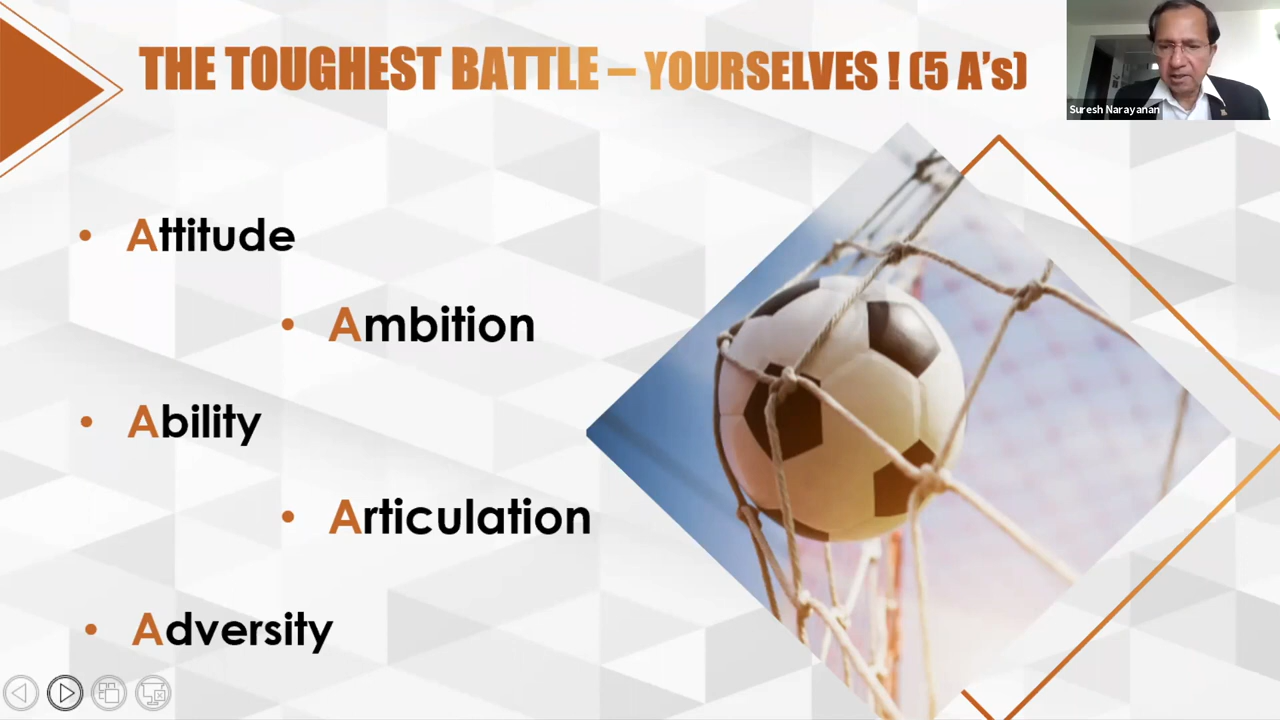 THE TOUGHEST BATTLE – YOURSELVES ! (5 A's)
Suresh Narayanan
• Attitude
• Ambition
• Ability
• Articulation
• Adversity